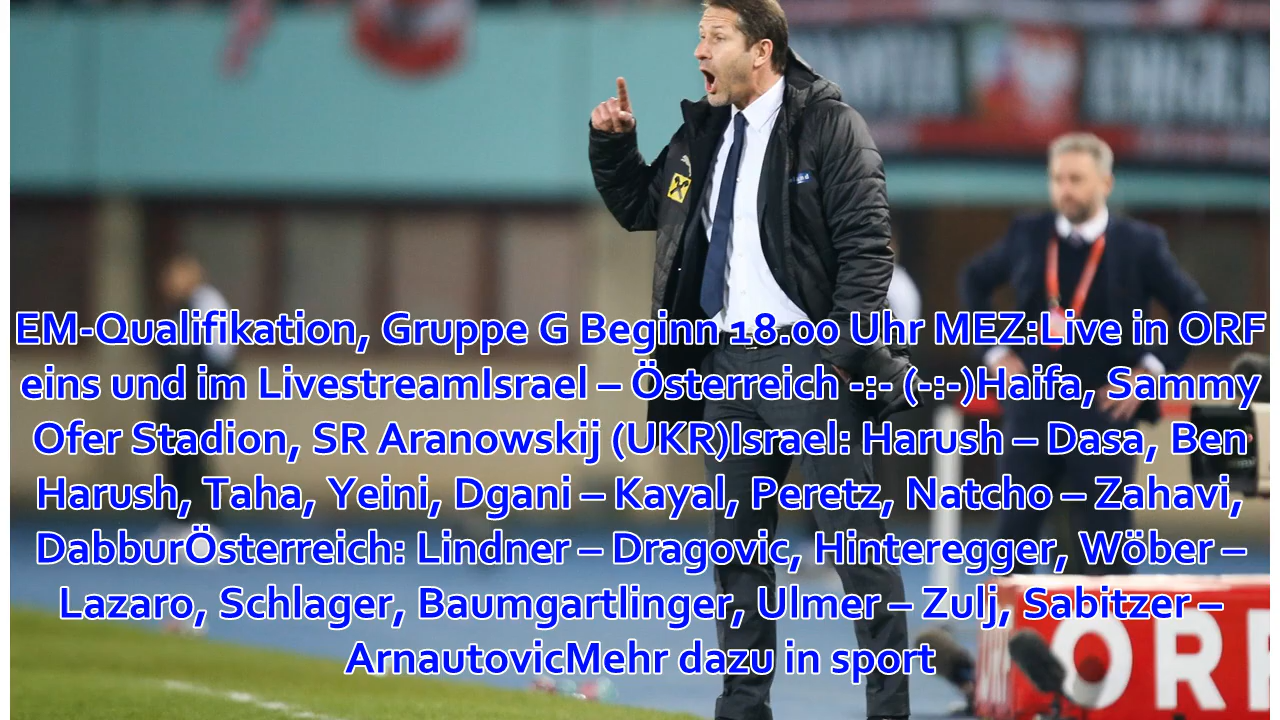 EM-Qualifikation, Gruppe G Beginn 18.00 Uhr MEZ:Live in ORF
eins und im LivestreamIsrael – Österreich -:- (-:-)Haifa, Sammy
Ofer Stadion, SR Aranowskij (UKR)Israel: Harush – Dasa, Ben
Harush, Taha, Yeini, Dgani – Kayal, Peretz, Natcho – Zahavi,
DabburÖsterreich: Lindner – Dragovic, Hinteregger, Wöber –
Lazaro, Schlager, Baumgartlinger, Ulmer – Zulj, Sabitzer –
ArnautovicMehr dazu in sport
ORF